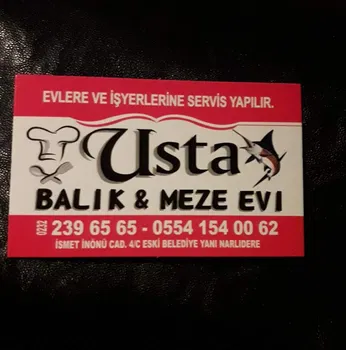 EVLERE VE İŞYERLERİNE SERVİS YAPILIR.
Usta
BALIK & MEZE EVİ
0232 239 65 65 - 0554 154 00 62
İSMET İNÖNÜ CAD. 4/C ESKİ BELEDİYE YANI NARLIDERE